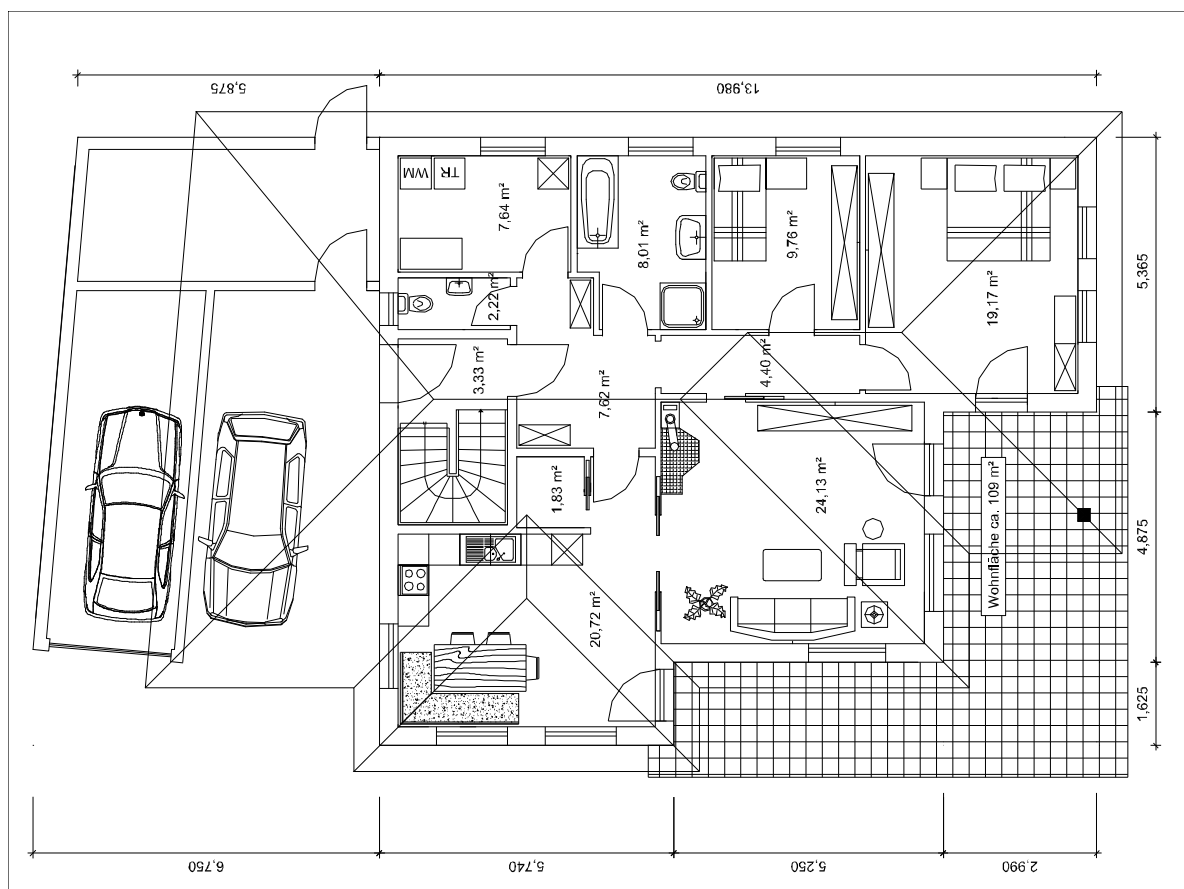 5,875
13,980
WM
TR
7,64 m²
8,01 m²
9,76 m²
19,17 m²
2,22 m²
3,33 m²
7,62 m²
4,40 m²
1,83 m²
24,13 m²
20,72 m²
Wohnfläche ca. 109 m²
5,365
4,875
1,625
6,750
5,740
5,250
2,990